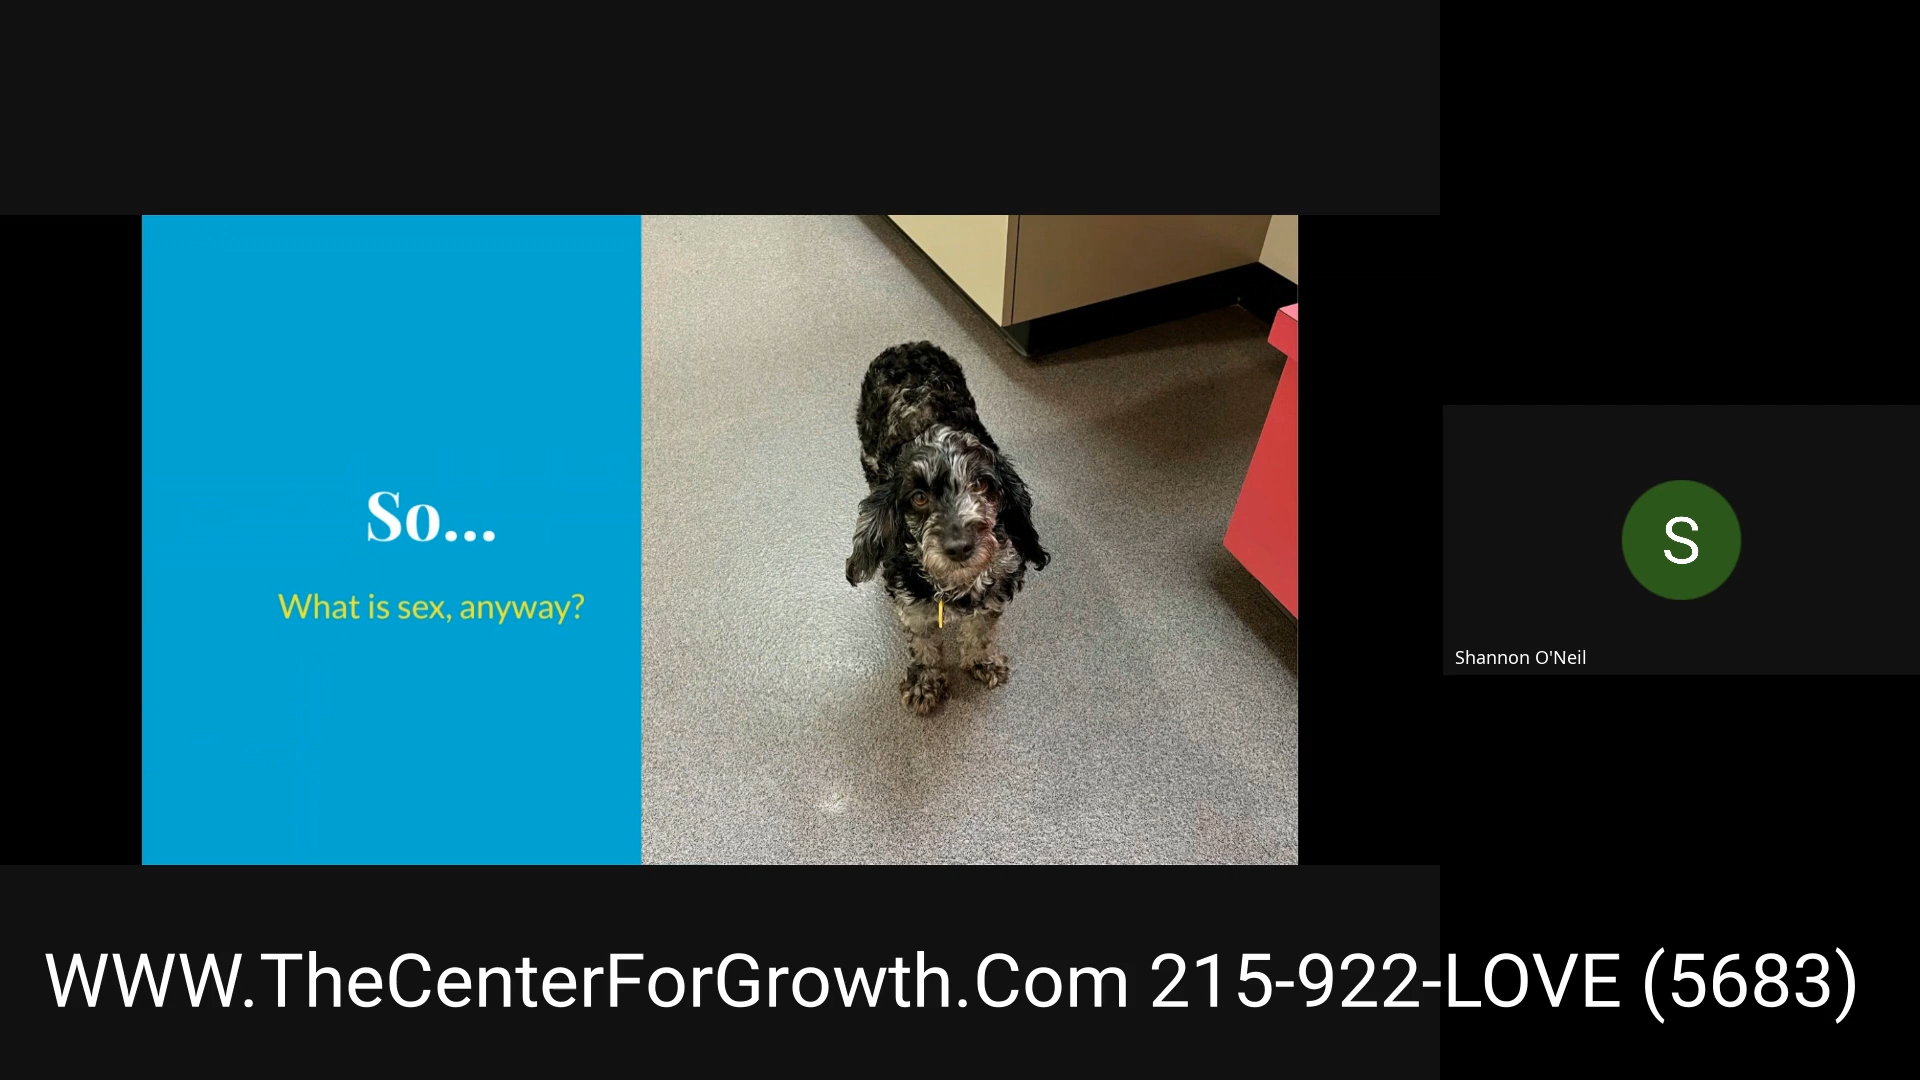 So...
What is sex, anyway?
S
Shannon O'Neil
WWW.TheCenterForGrowth.Com 215-922-LOVE (5683)